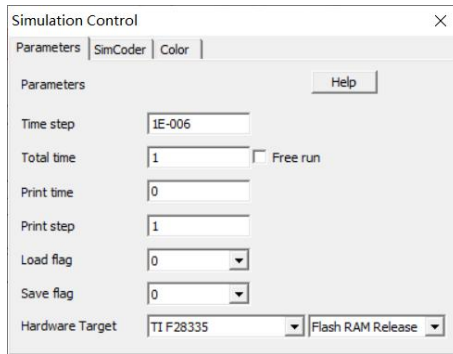 Simulation Control
Parameters SimCoder Color
Parameters Help
Time step 1E-006
Total time 1 Free run
Print time 0
Print step 1
Load flag 0
Save flag 0
Hardware Target TI F28335 Flash RAM Release